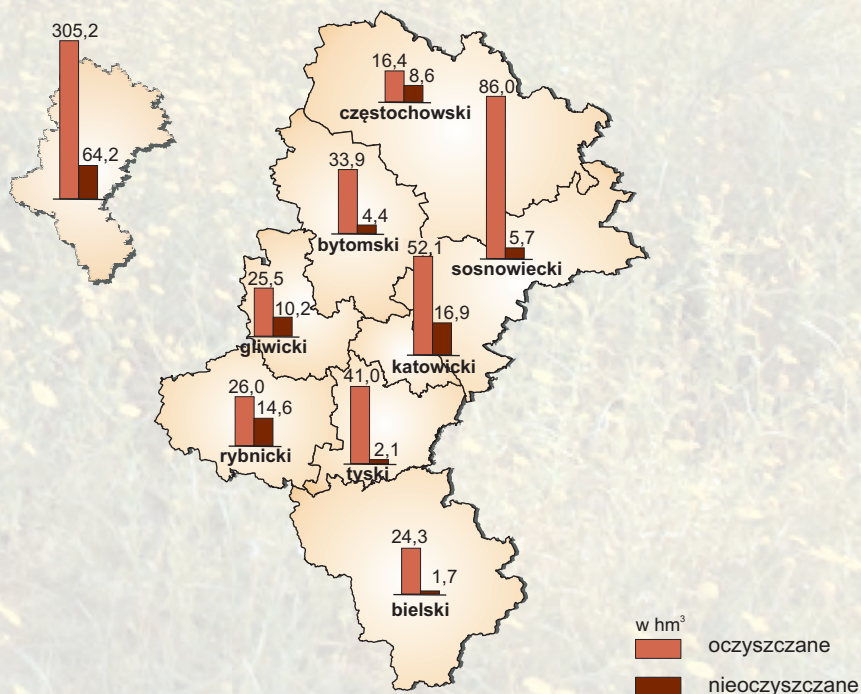 305,2
64,2
16,4
8,6
częstochowski
86,0
5,7
sosnowiecki
33,9
4,4
bytomski
52,1
16,9
katowicki
25,5
10,2
gliwicki
26,0
14,6
rybnicki
41,0
2,1
tyski
24,3
1,7
bielski
w hm³
oczyszczane
nieoczyszczane